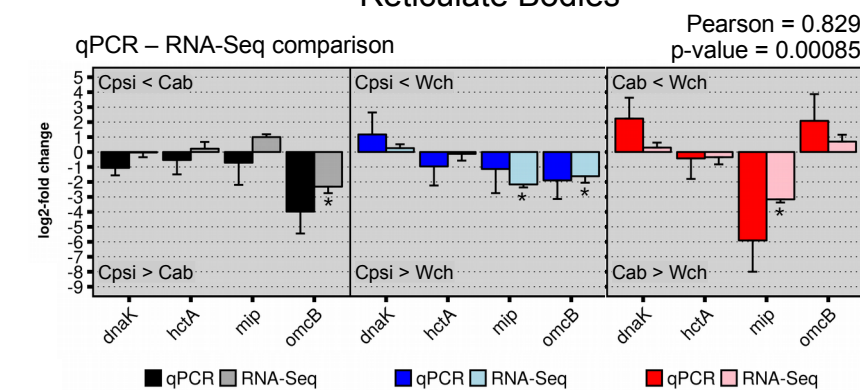 Reticulate Bodies
qPCR – RNA-Seq comparison
Pearson = 0.829
p-value = 0.00085
log2-fold change
5
4
3
2
1
0
-1
-2
-3
-4
-5
-6
-7
-8
-9
Cpsi < Cab
Cpsi > Cab
*
Cpsi < Wch
Cpsi > Wch
*
*
Cab < Wch
Cab > Wch
*
dnaK hctA mip omcB
dnaK hctA mip omcB
dnaK hctA mip omcB
qPCR RNA-Seq
qPCR RNA-Seq
qPCR RNA-Seq